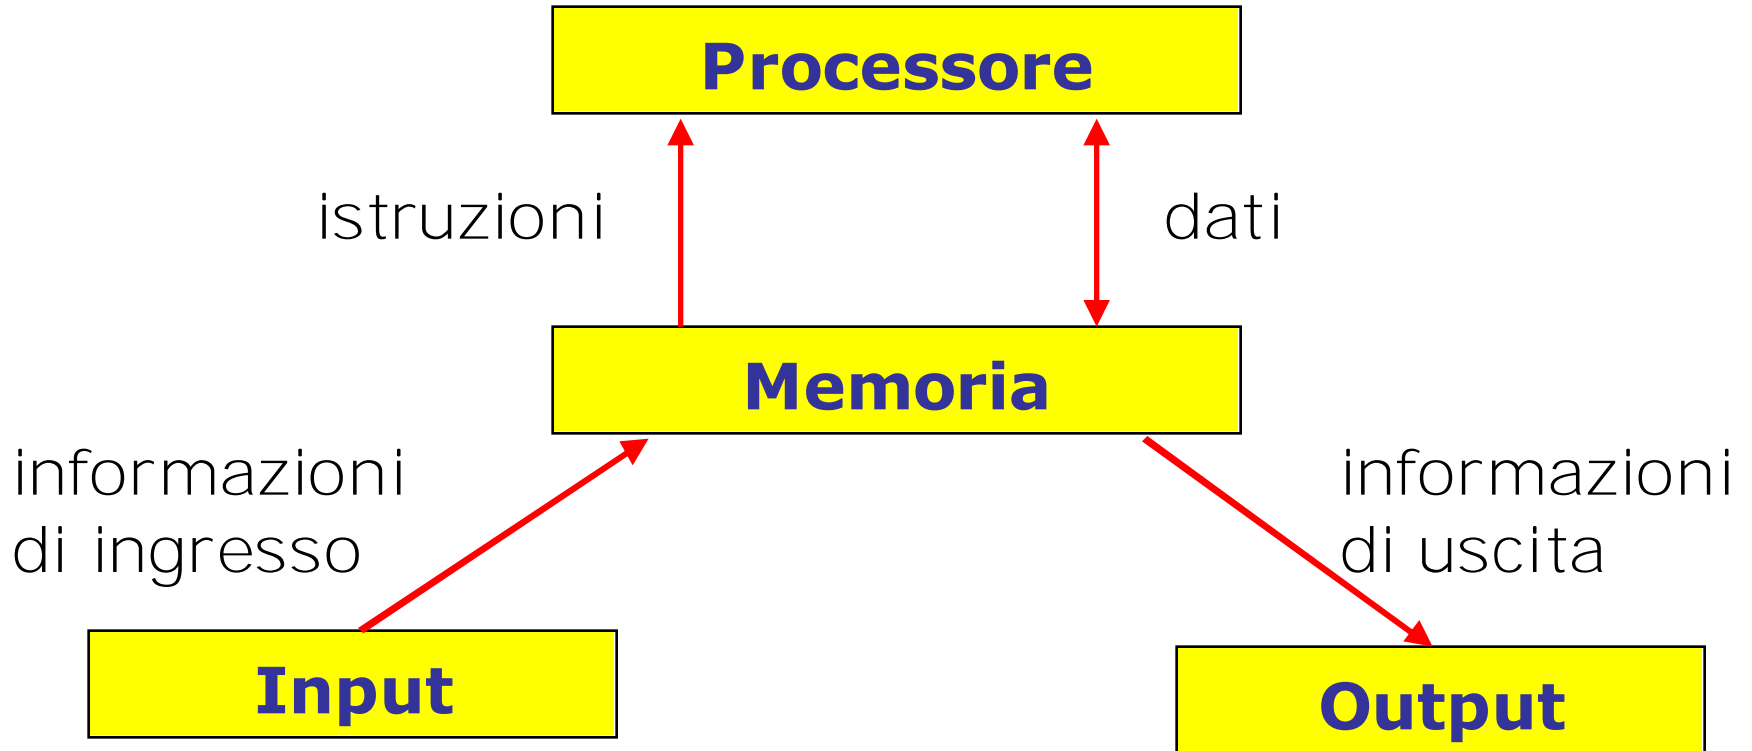 Processore
istruzioni
dati
Memoria
informazioni
di ingresso
informazioni
di uscita
Input
Output